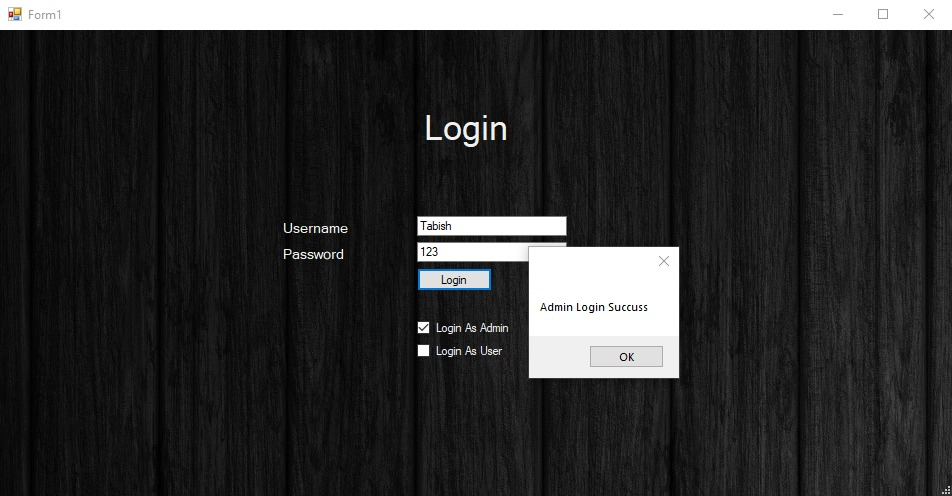 Form1
Login
Username
Tabish
Password
123
Login
Admin Login Succuss
Login As Admin
Login As User
OK